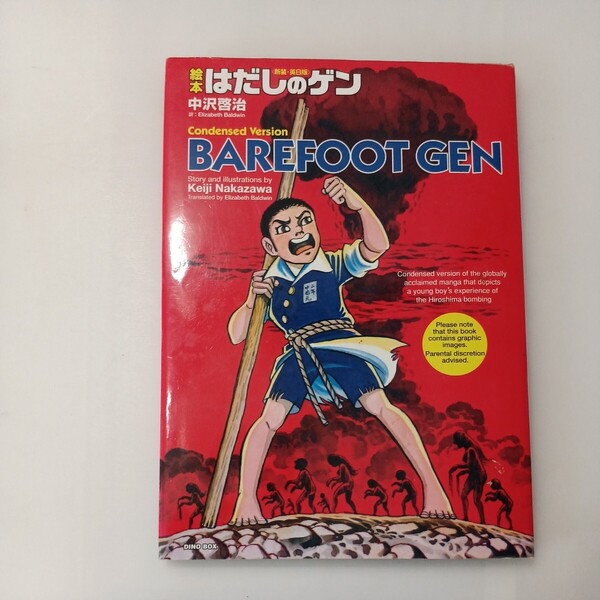 絵本 はだしのゲン
新装・英日版
中沢啓治
訳:Elizabeth Baldwin
Condensed Version
BAREFOOT GEN
Story and illustrations by
Keiji Nakazawa
Translated by Elizabeth Baldwin
Condensed version of the globally
acclaimed manga that depicts
a young boy's experience of
the Hiroshima bombing
Please note
that this book
contains graphic
images.
Parental discretion
advised.
DINO BOX